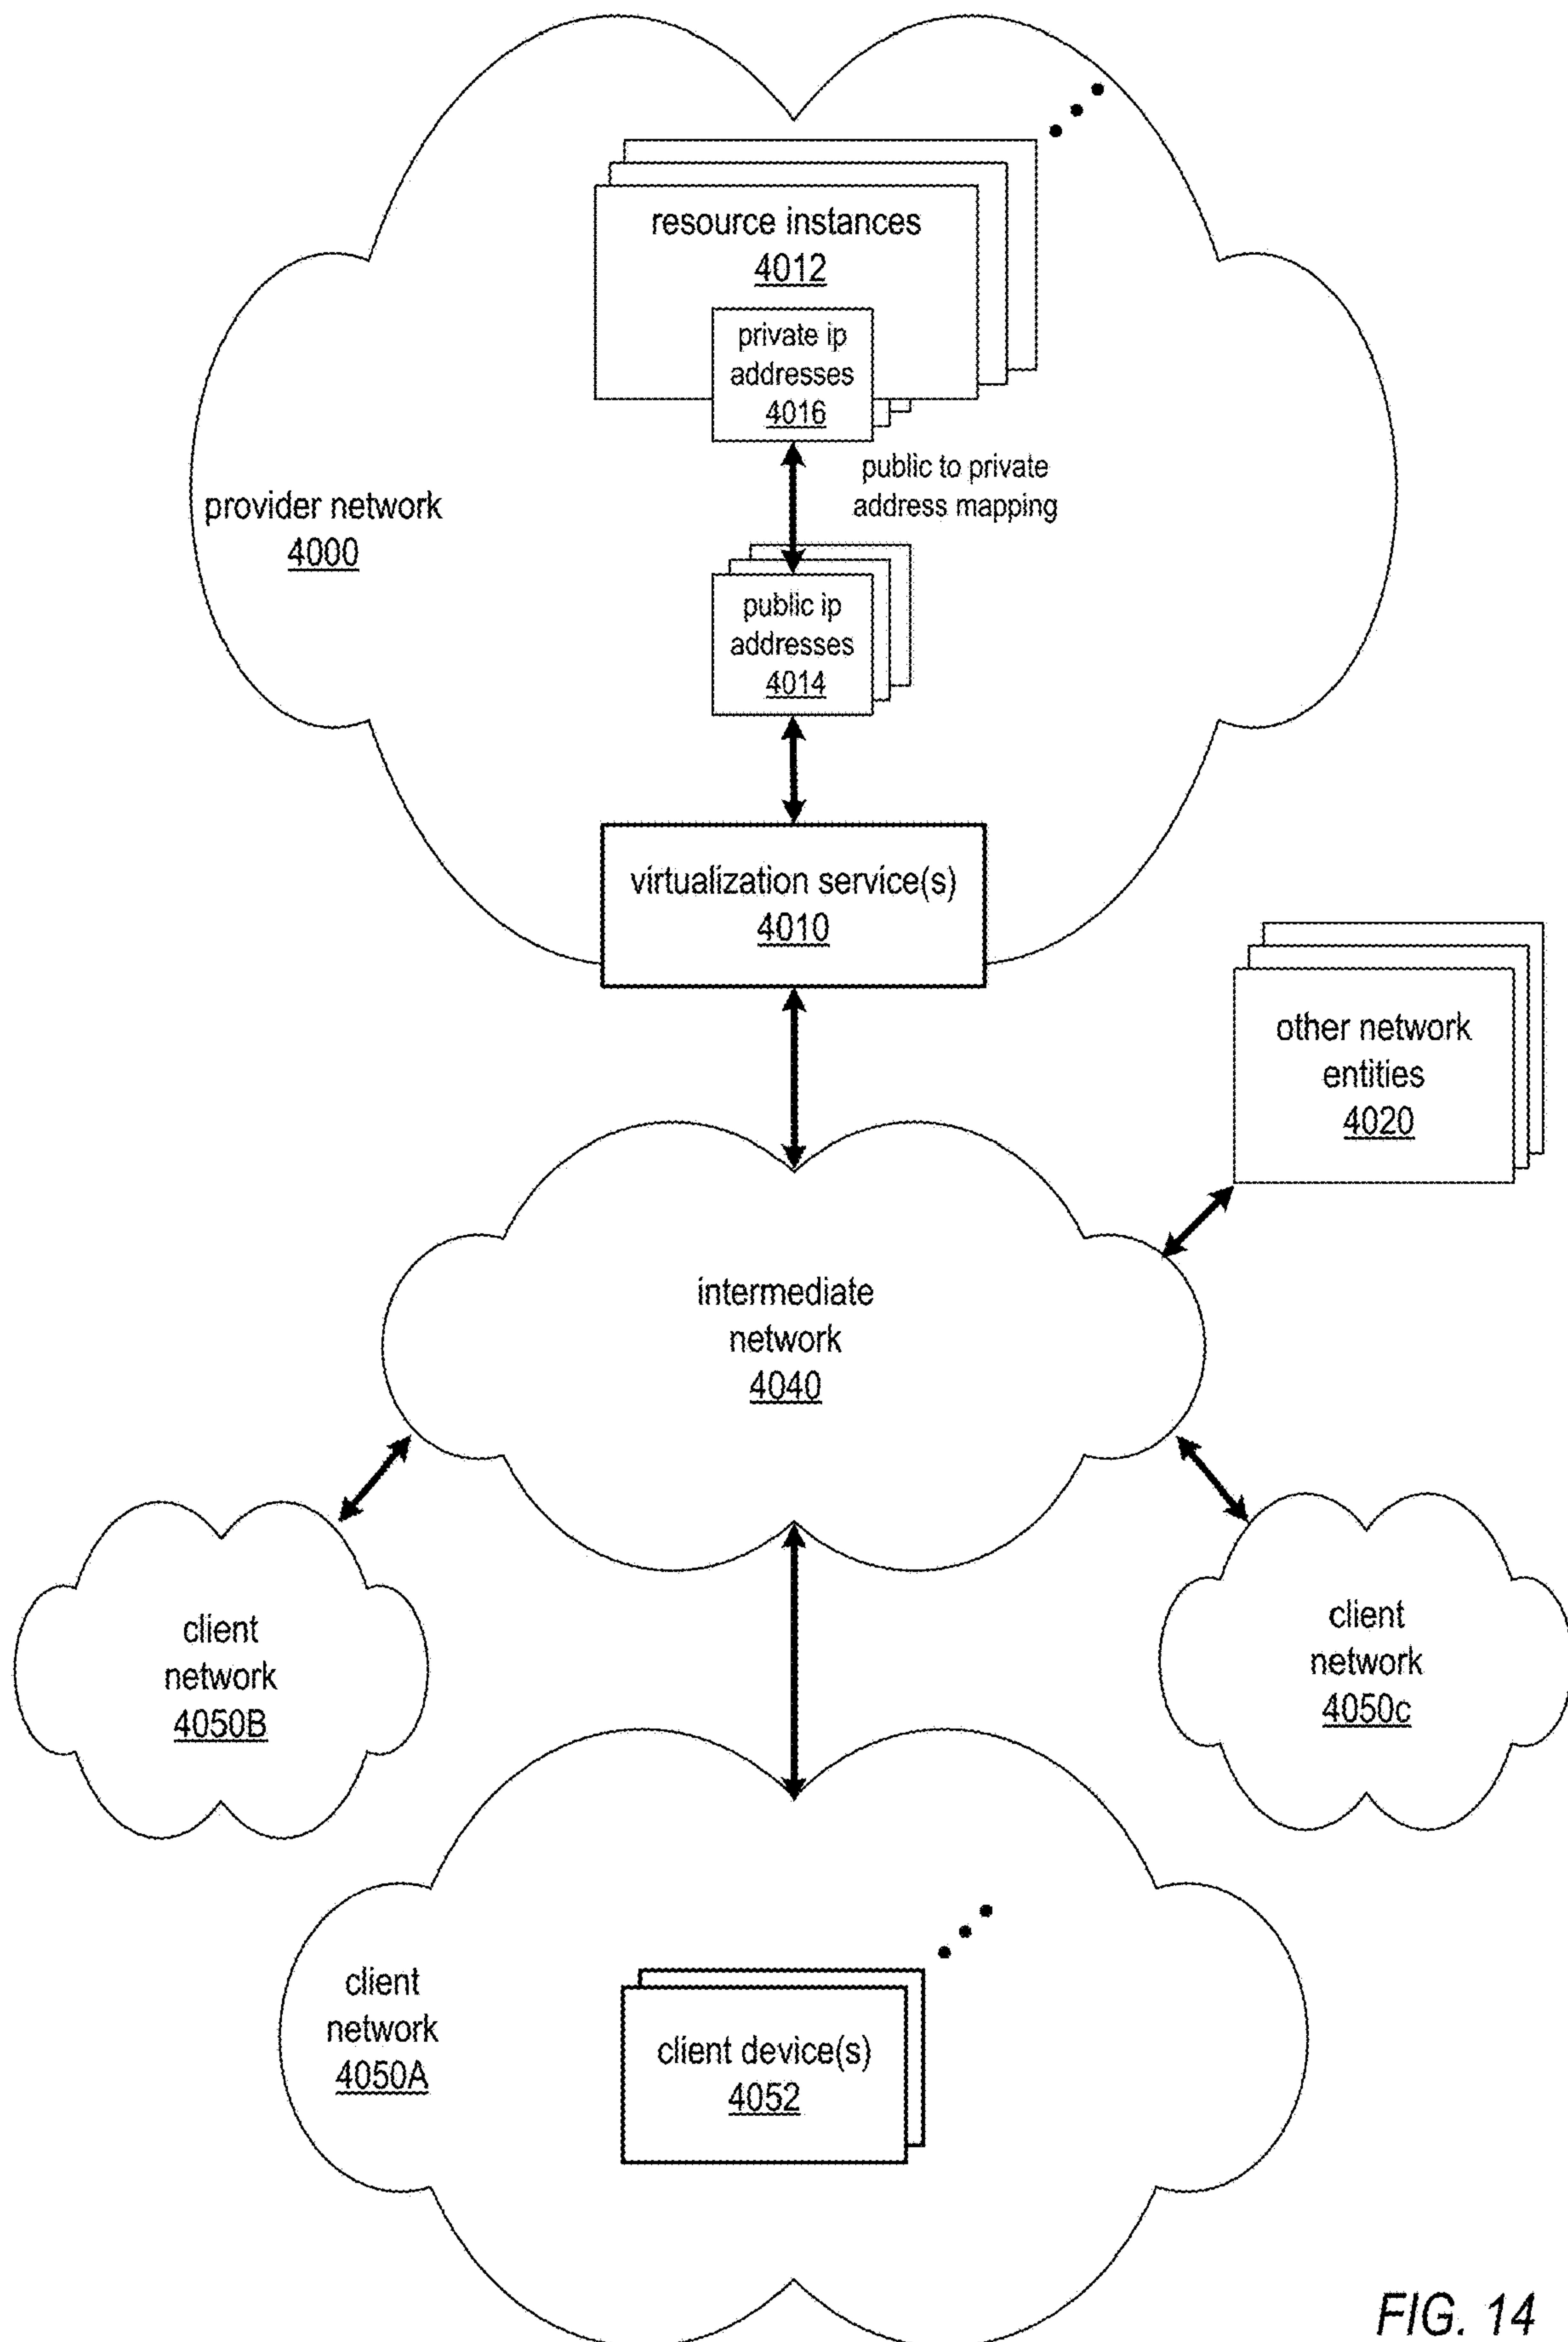 resource instances
4012
private ip
addresses
4016
public to private
address mapping
provider network
4000
public ip
addresses
4014
virtualization service(s)
4010
other network
entities
4020
intermediate
network
4040
client
network
4050B
client
network
4050c
client
network
4050A
client device(s)
4052
FIG. 14